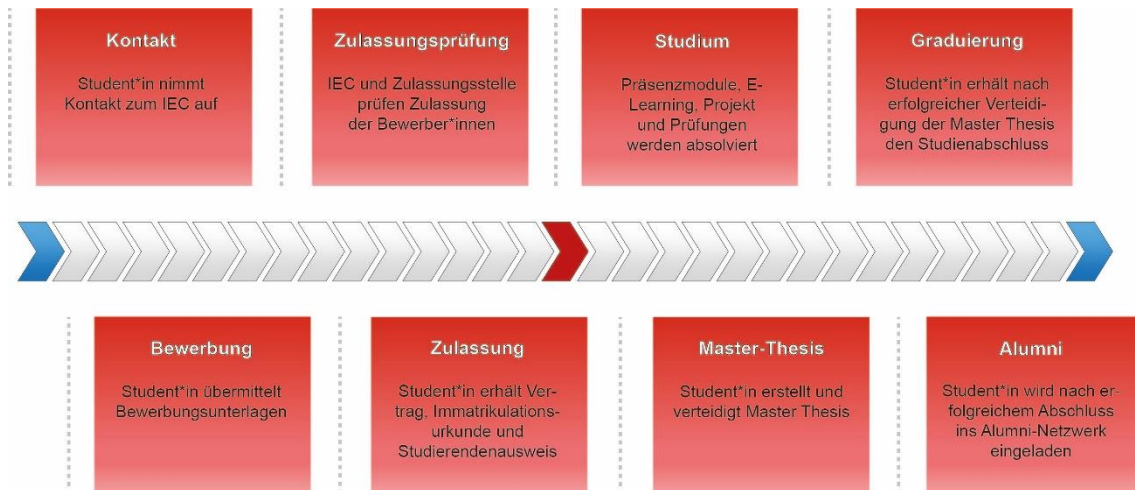 Kontakt
Student*in nimmt
Kontakt zum IEC auf
Zulassungsprüfung
IEC und Zulassungsstelle
prüfen Zulassung
der Bewerber*innen
Studium
Präsenzmodule, E-
Learning, Projekt
und Prüfungen
werden absolviert
Graduierung
Student*in erhält nach
erfolgreicher Verteidi-
gung der Master Thesis
den Studienabschluss
Bewerbung
Student*in übermittelt
Bewerbungsunterlagen
Zulassung
Student*in erhält Ver-
trag, Immatrikulations-
urkunde und
Studierendenausweis
Master-Thesis
Student*in erstellt und
verteidigt Master Thesis
Alumni
Student*in wird nach er-
folgreichem Abschluss
ins Alumni-Netzwerk
eingeladen